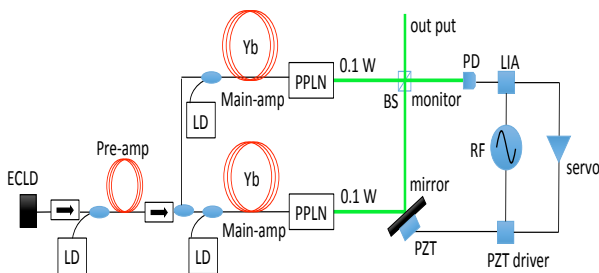 out put
Yb
0.1 W
PD
LIA
PPLN
BS
monitor
Main-amp
LD
Pre-amp
Yb
RF
servo
ECLD
0.1 W
mirror
PPLN
Main-amp
PZT
LD
LD
PZT driver